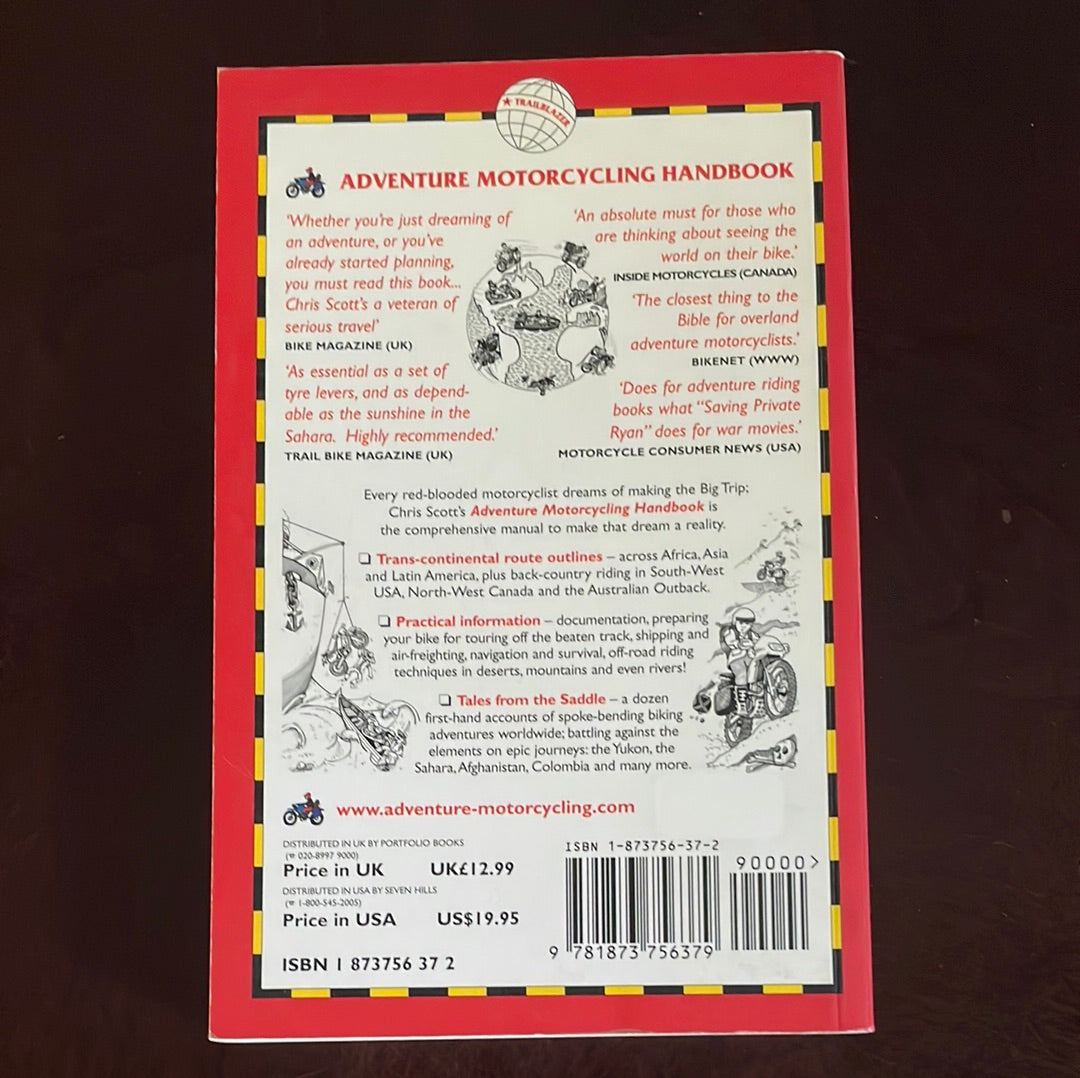 ★ TRAILBLAZER
ADVENTURE MOTORCYCLING HANDBOOK
'Whether you're just dreaming of
an adventure, or you've
already started planning,
you must read this book...
Chris Scott's a veteran of
serious travel'
BIKE MAGAZINE (UK)
'As essential as a set of
tyre levers, and as depend-
able as the sunshine in the
Sahara. Highly recommended.'
TRAIL BIKE MAGAZINE (UK)
'An absolute must for those who
are thinking about seeing the
world on their bike.'
INSIDE MOTORCYCLES (CANADA)
'The closest thing to the
Bible for overland
adventure motorcyclists.'
BIKENET (WWW)
'Does for adventure riding
books what "Saving Private
Ryan" does for war movies.'
MOTORCYCLE CONSUMER NEWS (USA)
Every red-blooded motorcyclist dreams of making the Big Trip;
Chris Scott's Adventure Motorcycling Handbook is
the comprehensive manual to make that dream a reality.
❑ Trans-continental route outlines – across Africa, Asia
and Latin America, plus back-country riding in South-West
USA, North-West Canada and the Australian Outback.
❑ Practical information – documentation, preparing
your bike for touring off the beaten track, shipping and
air-freighting, navigation and survival, off-road riding
techniques in deserts, mountains and even rivers!
❑ Tales from the Saddle – a dozen
first-hand accounts of spoke-bending biking
adventures worldwide; battling against the
elements on epic journeys: the Yukon, the
Sahara, Afghanistan, Colombia and many more.
www.adventure-motorcycling.com
DISTRIBUTED IN UK BY PORTFOLIO BOOKS
(☎ 020-8997 9000)
Price in UK UK£12.99
DISTRIBUTED IN USA BY SEVEN HILLS
(☎ 1-800-545-2005)
Price in USA US$19.95
ISBN 1 873756 37 2
ISBN 1-873756-37-2
90000>
9 781873 756379